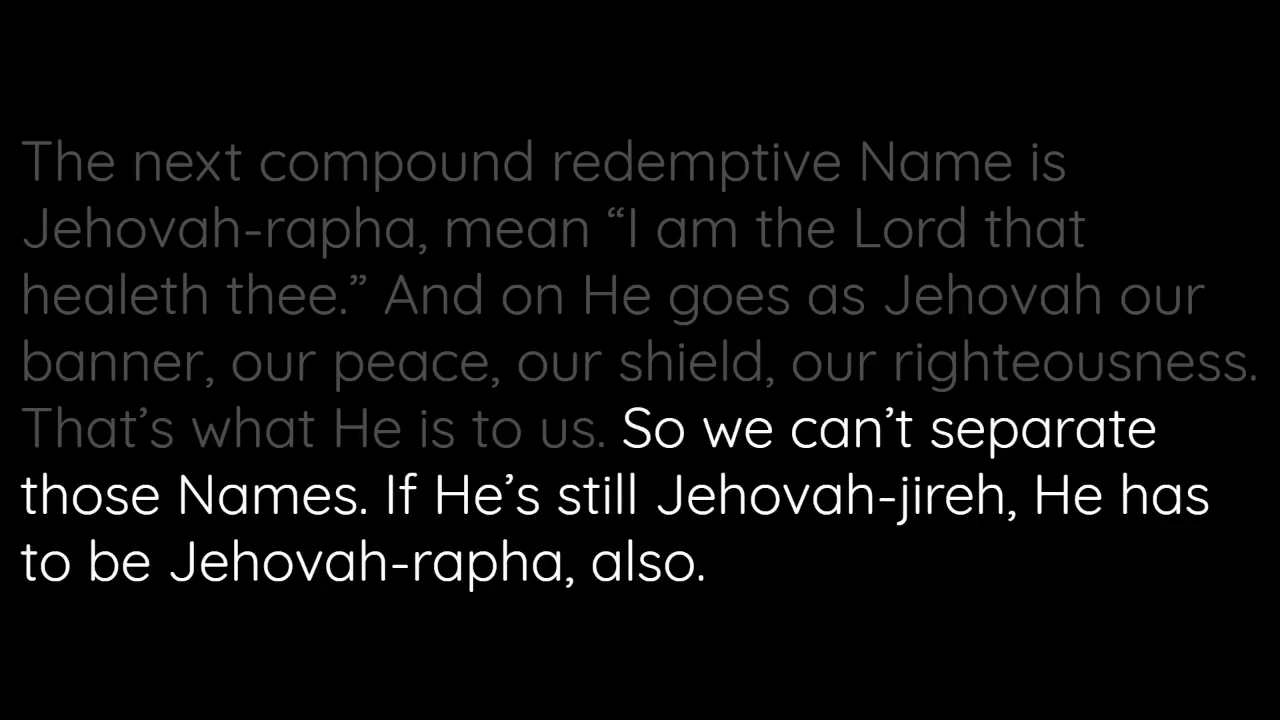 The next compound redemptive Name is
Jehovah-rapha, mean “I am the Lord that
healeth thee.” And on He goes as Jehovah our
banner, our peace, our shield, our righteousness.
That’s what He is to us. So we can’t separate
those Names. If He’s still Jehovah-jireh, He has
to be Jehovah-rapha, also.